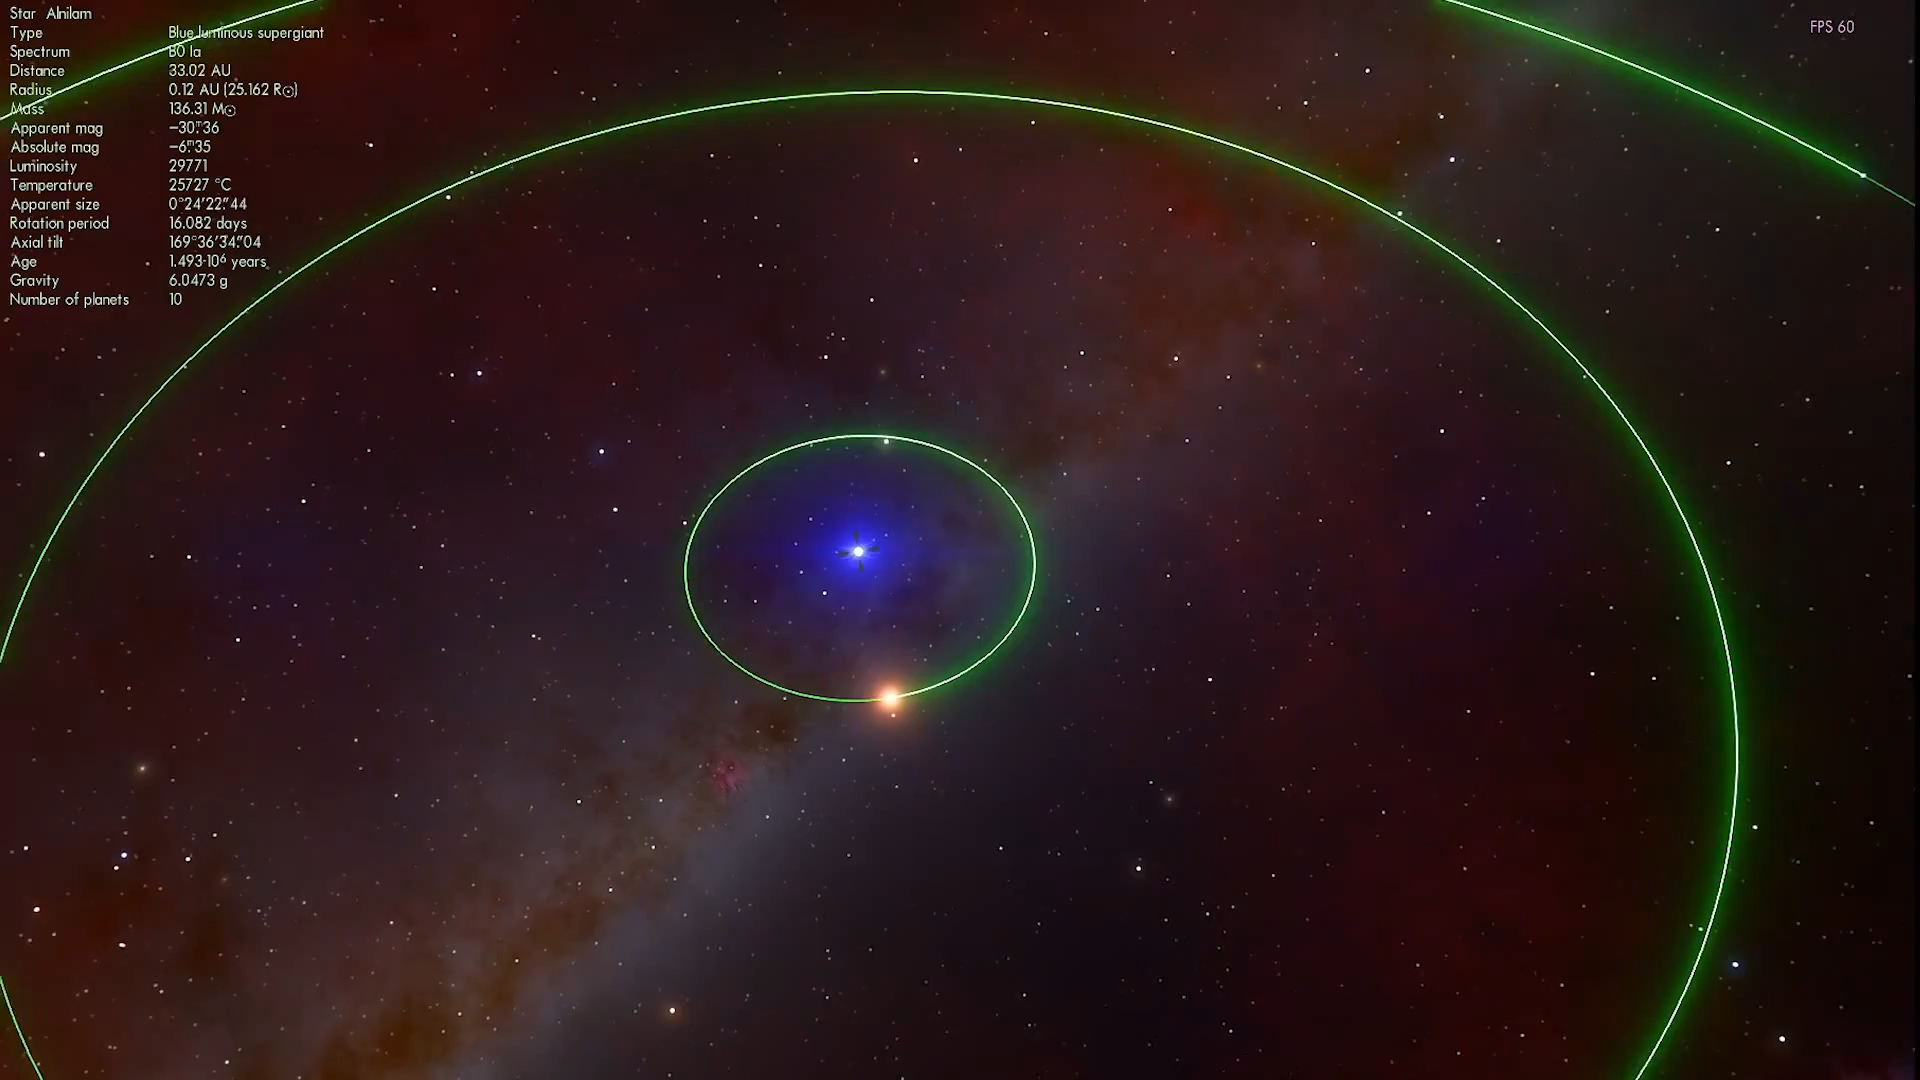 Star Alnilam
FPS 60
Type Blue luminous supergiant
Spectrum B0 Ia
Distance 33.02 AU
Radius 0.12 AU (25.162 R☉)
Mass 136.31 M☉
Apparent mag −30.ᵐ36
Absolute mag −6.ᵐ35
Luminosity 29771
Temperature 25727 °C
Apparent size 0°24′22.″44
Rotation period 16.082 days
Axial tilt 169°36′34.″04
Age 1.493·10⁶ years
Gravity 6.0473 g
Number of planets 10